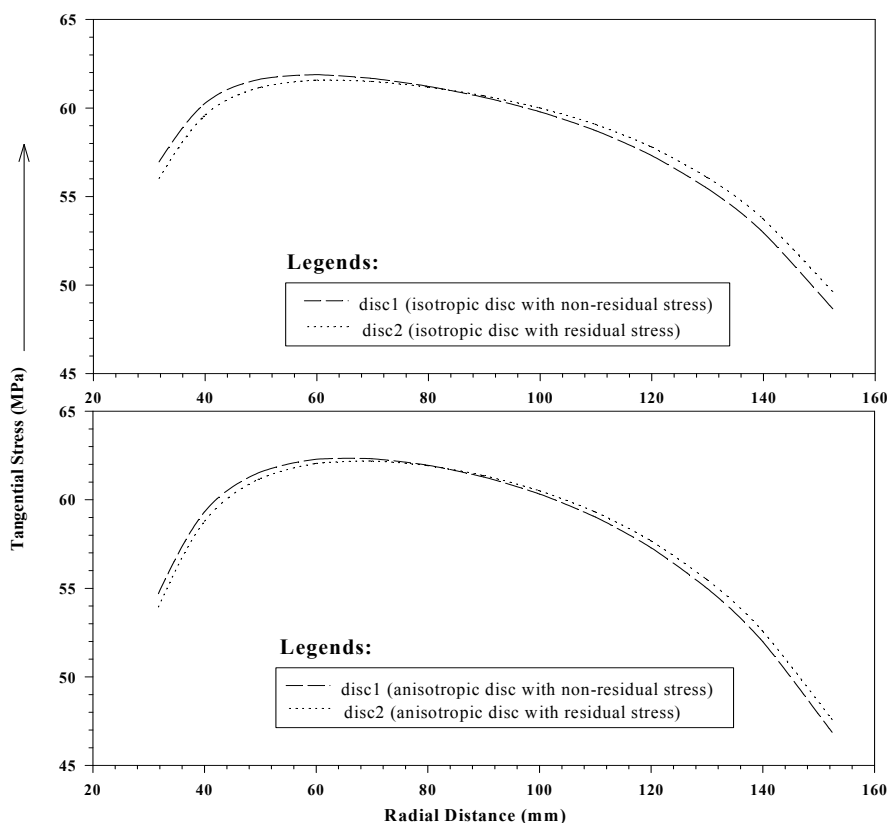 65
60
55
50
45
20 40 60 80 100 120 140 160
Legends:
disc1 (isotropic disc with non-residual stress)
disc2 (isotropic disc with residual stress)
Tangential Stress (MPa)
65
60
55
50
45
20 40 60 80 100 120 140 160
Legends:
disc1 (anisotropic disc with non-residual stress)
disc2 (anisotropic disc with residual stress)
Radial Distance (mm)